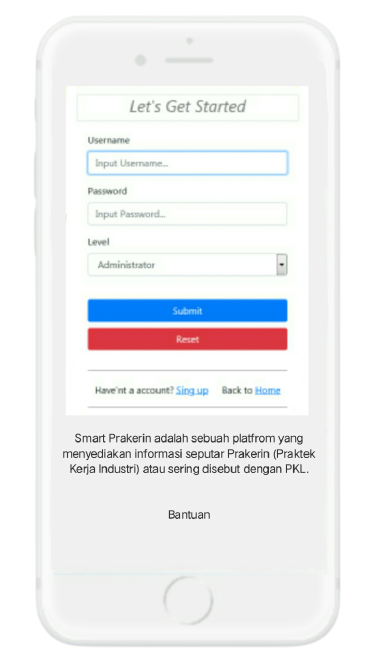 Let's Get Started
Username
Input Username...
Password
Input Password...
Level
Administrator
Submit
Reset
Have'nt a account? Sing up Back to Home
Smart Prakerin adalah sebuah platfrom yang
menyediakan informasi seputar Prakerin (Praktek
Kerja Industri) atau sering disebut dengan PKL.
Bantuan